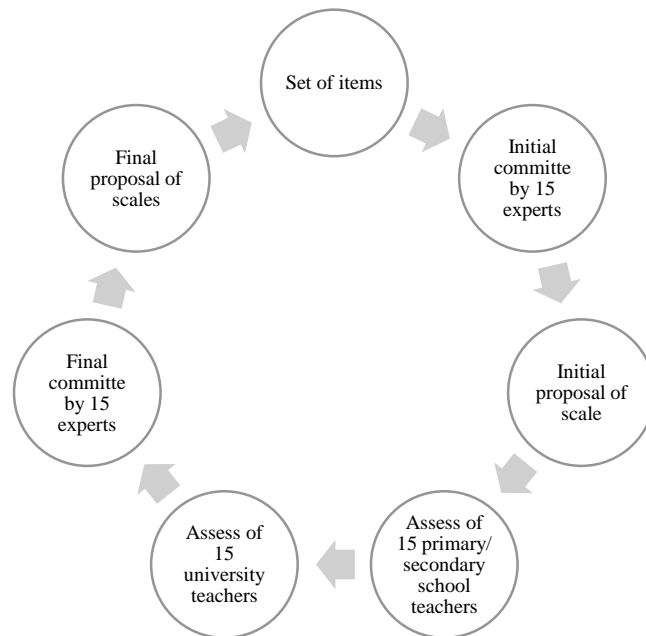 Set of items
Initial
committe
by 15
experts
Initial
proposal of
scale
Assess of
15 primary/
secondary
school
teachers
Assess of
15
university
teachers
Final
committe
by 15
experts
Final
proposal of
scales